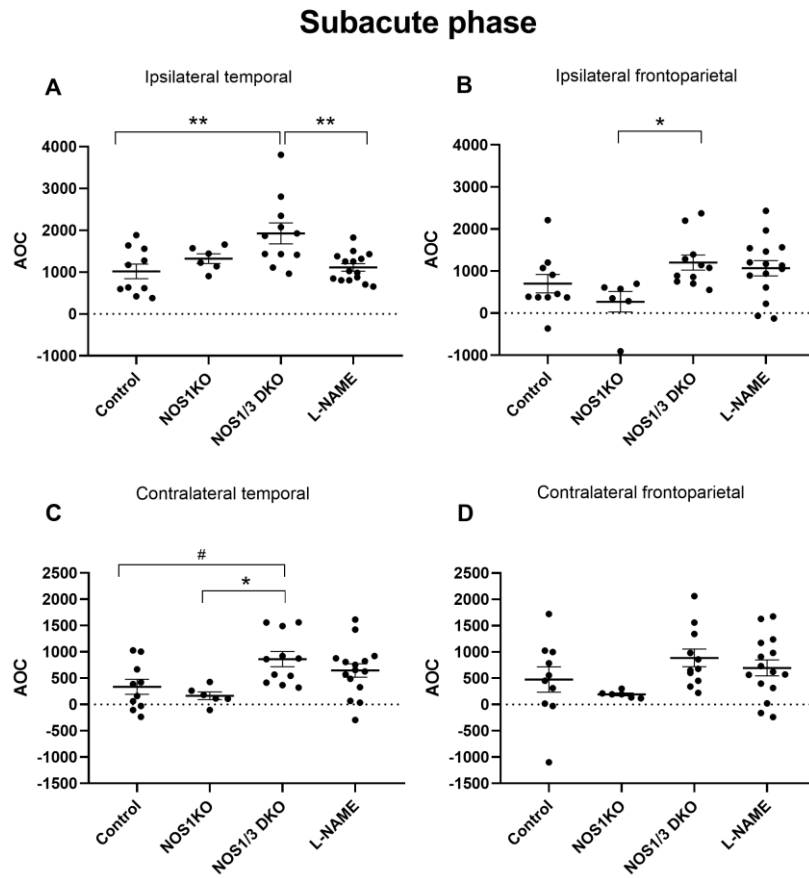 Subacute phase
A
Ipsilateral temporal
** **
4000
3000
2000
1000
0
-1000
AOC
Control
NOS1KO
NOS1/3 DKO
L-NAME
B
Ipsilateral frontoparietal
*
4000
3000
2000
1000
0
-1000
AOC
Control
NOS1KO
NOS1/3 DKO
L-NAME
C
Contralateral temporal
#
*
2500
2000
1500
1000
500
0
-500
-1000
-1500
AOC
Control
NOS1KO
NOS1/3 DKO
L-NAME
D
Contralateral frontoparietal
2500
2000
1500
1000
500
0
-500
-1000
-1500
AOC
Control
NOS1KO
NOS1/3 DKO
L-NAME